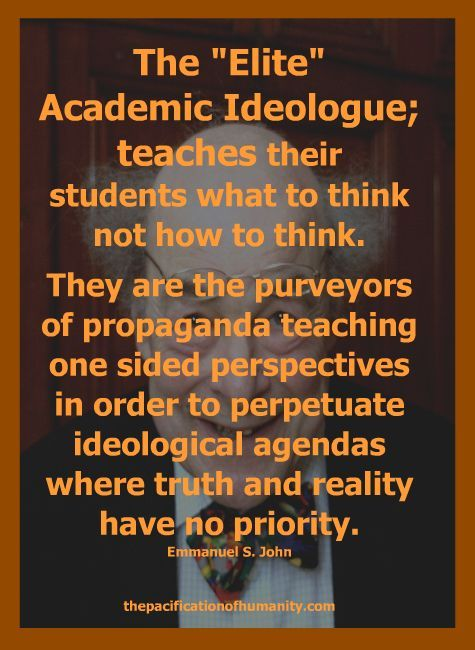 The "Elite"
Academic Ideologue;
teaches their
students what to think
not how to think.
They are the purveyors
of propaganda teaching
one sided perspectives
in order to perpetuate
ideological agendas
where truth and reality
have no priority.
Emmanuel S. John
thepacificationofhumanity.com